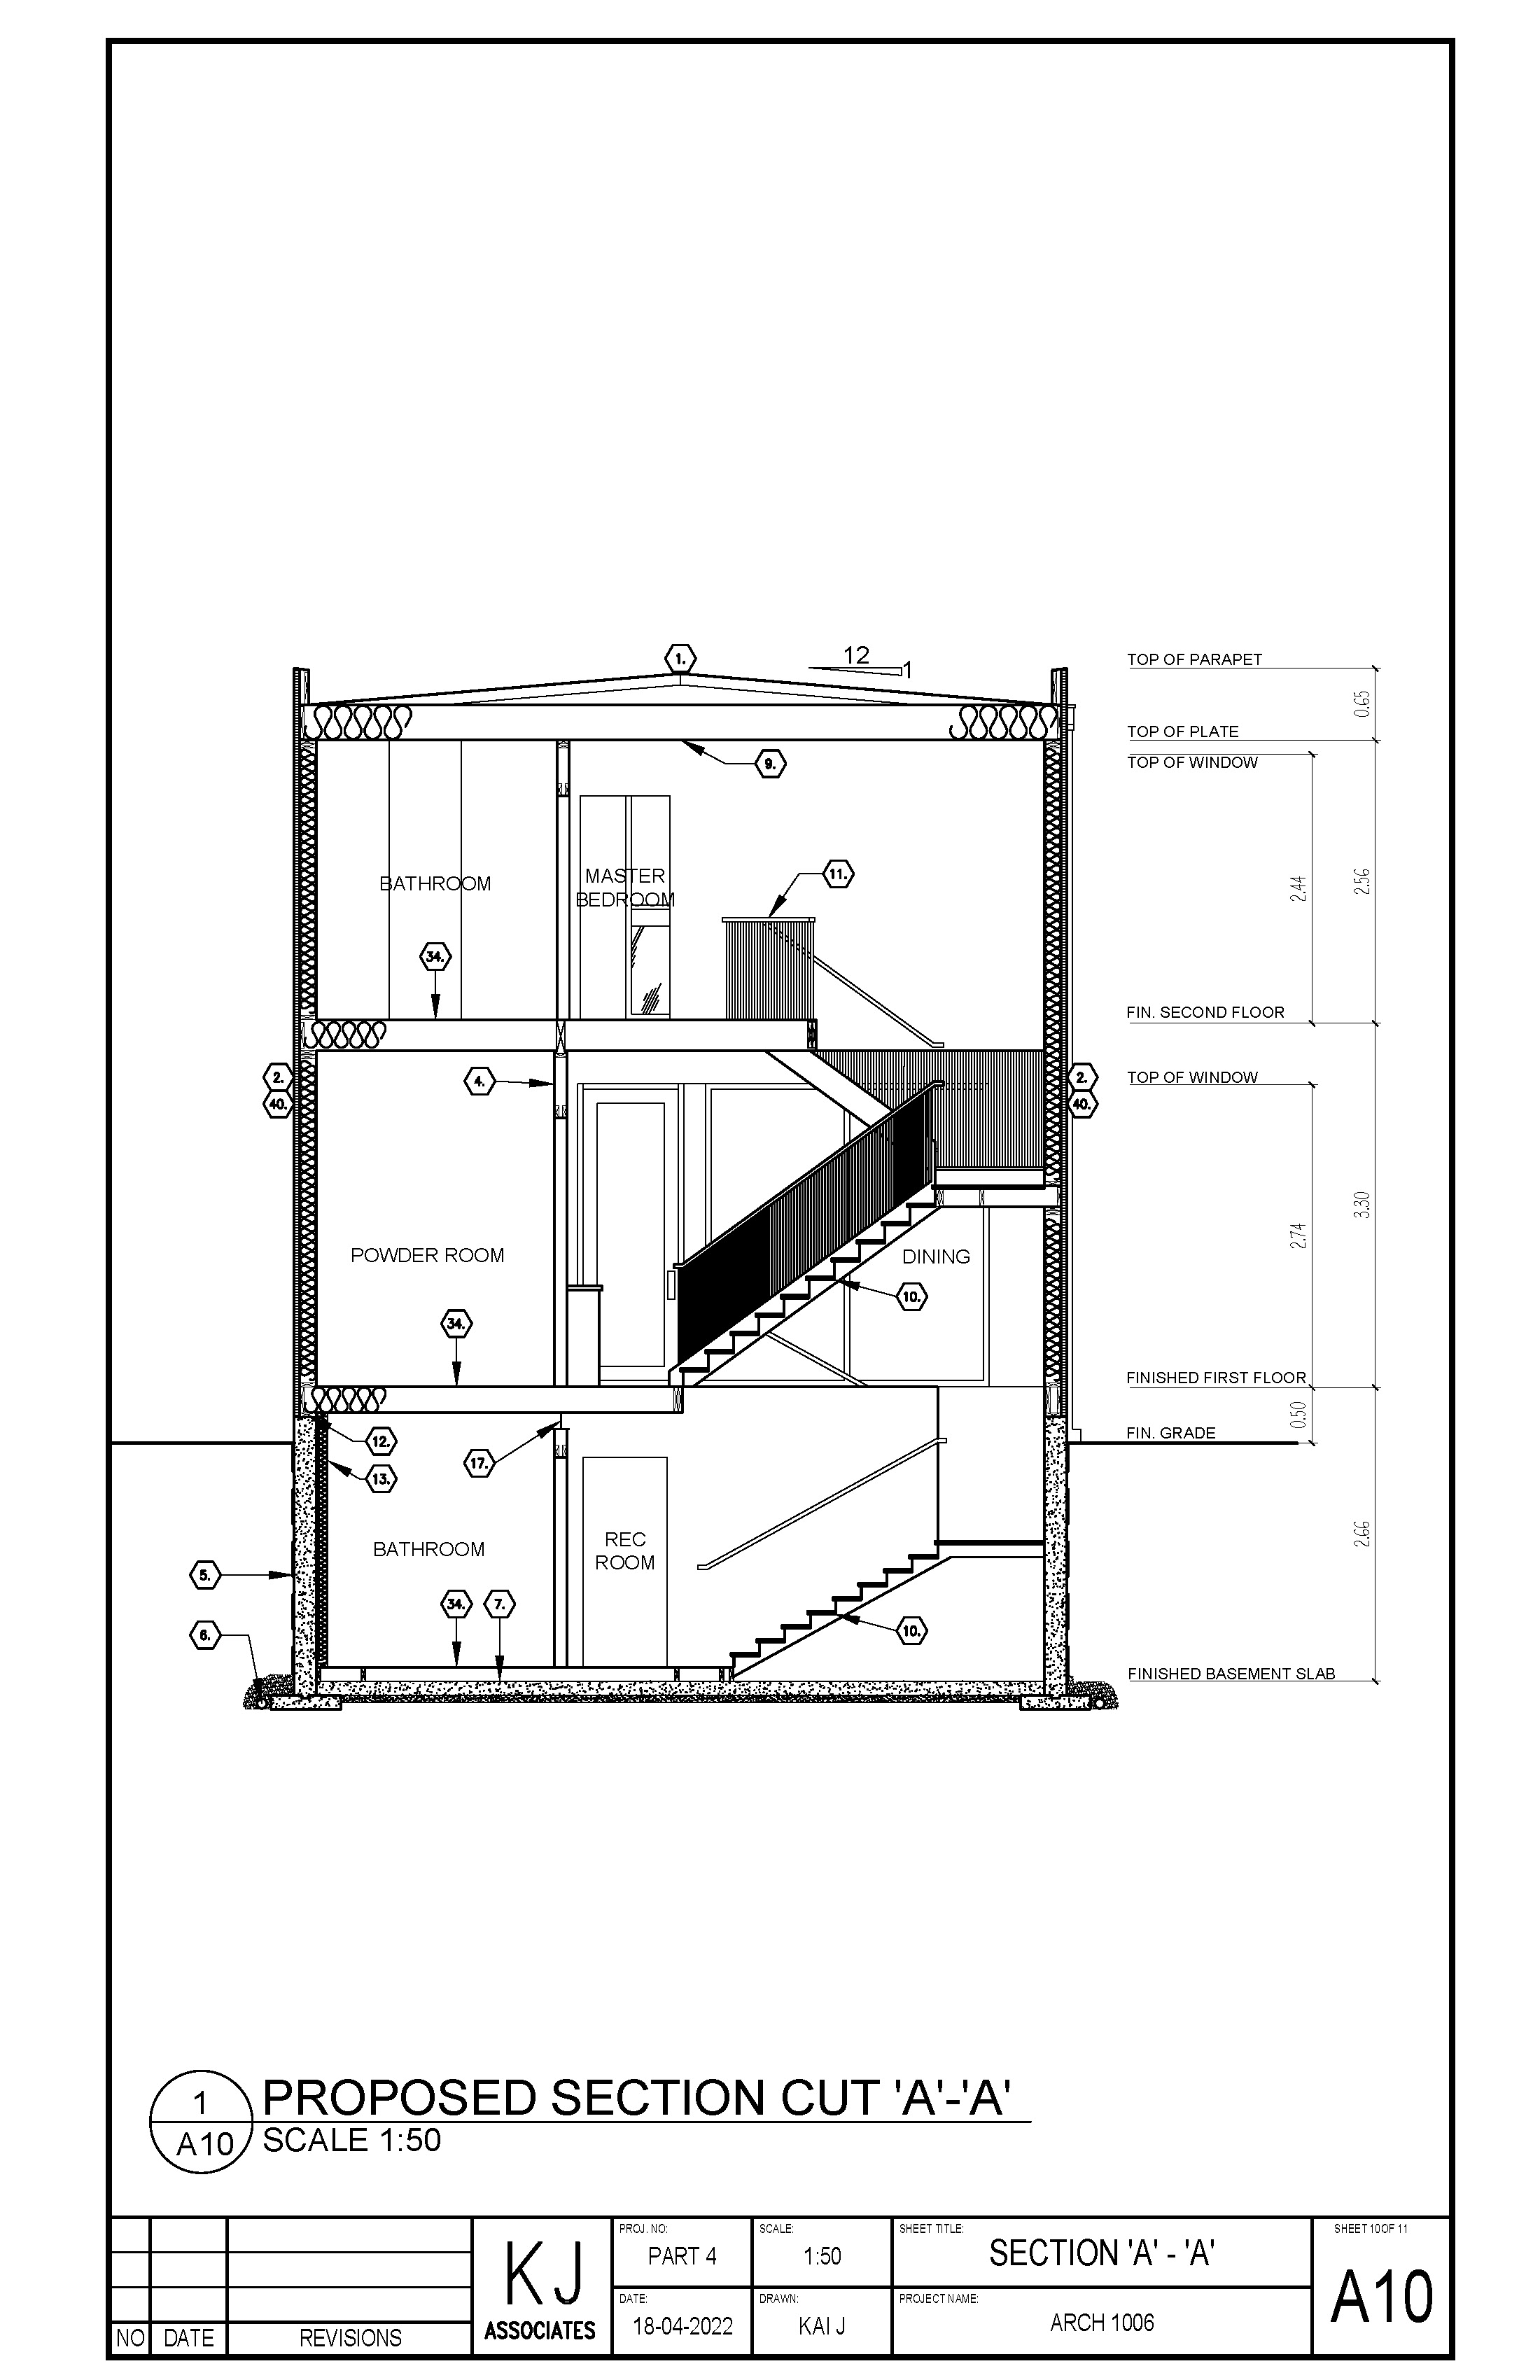 1.
12
1
TOP OF PARAPET
0.65
TOP OF PLATE
TOP OF WINDOW
9.
2.44
2.56
BATHROOM
MASTER
BEDROOM
11.
34.
FIN. SECOND FLOOR
2.
40.
4.
2.
40.
TOP OF WINDOW
3.30
2.74
POWDER ROOM
DINING
10.
34.
FINISHED FIRST FLOOR
0.50
FIN. GRADE
12.
17.
13.
2.66
BATHROOM
REC
ROOM
5.
34.
7.
10.
6.
FINISHED BASEMENT SLAB
1
A10
PROPOSED SECTION CUT 'A'-'A'
SCALE 1:50
NO
DATE
REVISIONS
KJ
ASSOCIATES
PROJ. NO:
PART 4
SCALE:
1:50
SHEET TITLE:
SECTION 'A' - 'A'
DATE:
18-04-2022
DRAWN:
KAI J
PROJECT NAME:
ARCH 1006
SHEET 10OF 11
A10